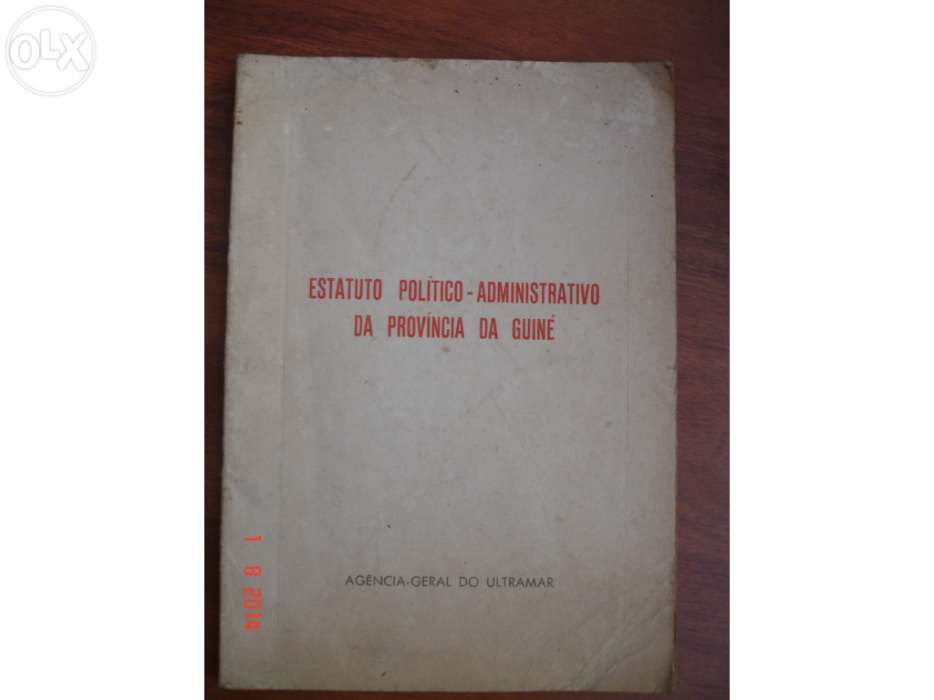 OLX
ESTATUTO POLÍTICO-ADMINISTRATIVO
DA PROVÍNCIA DA GUINÉ
AGÊNCIA-GERAL DO ULTRAMAR
1 8 2014